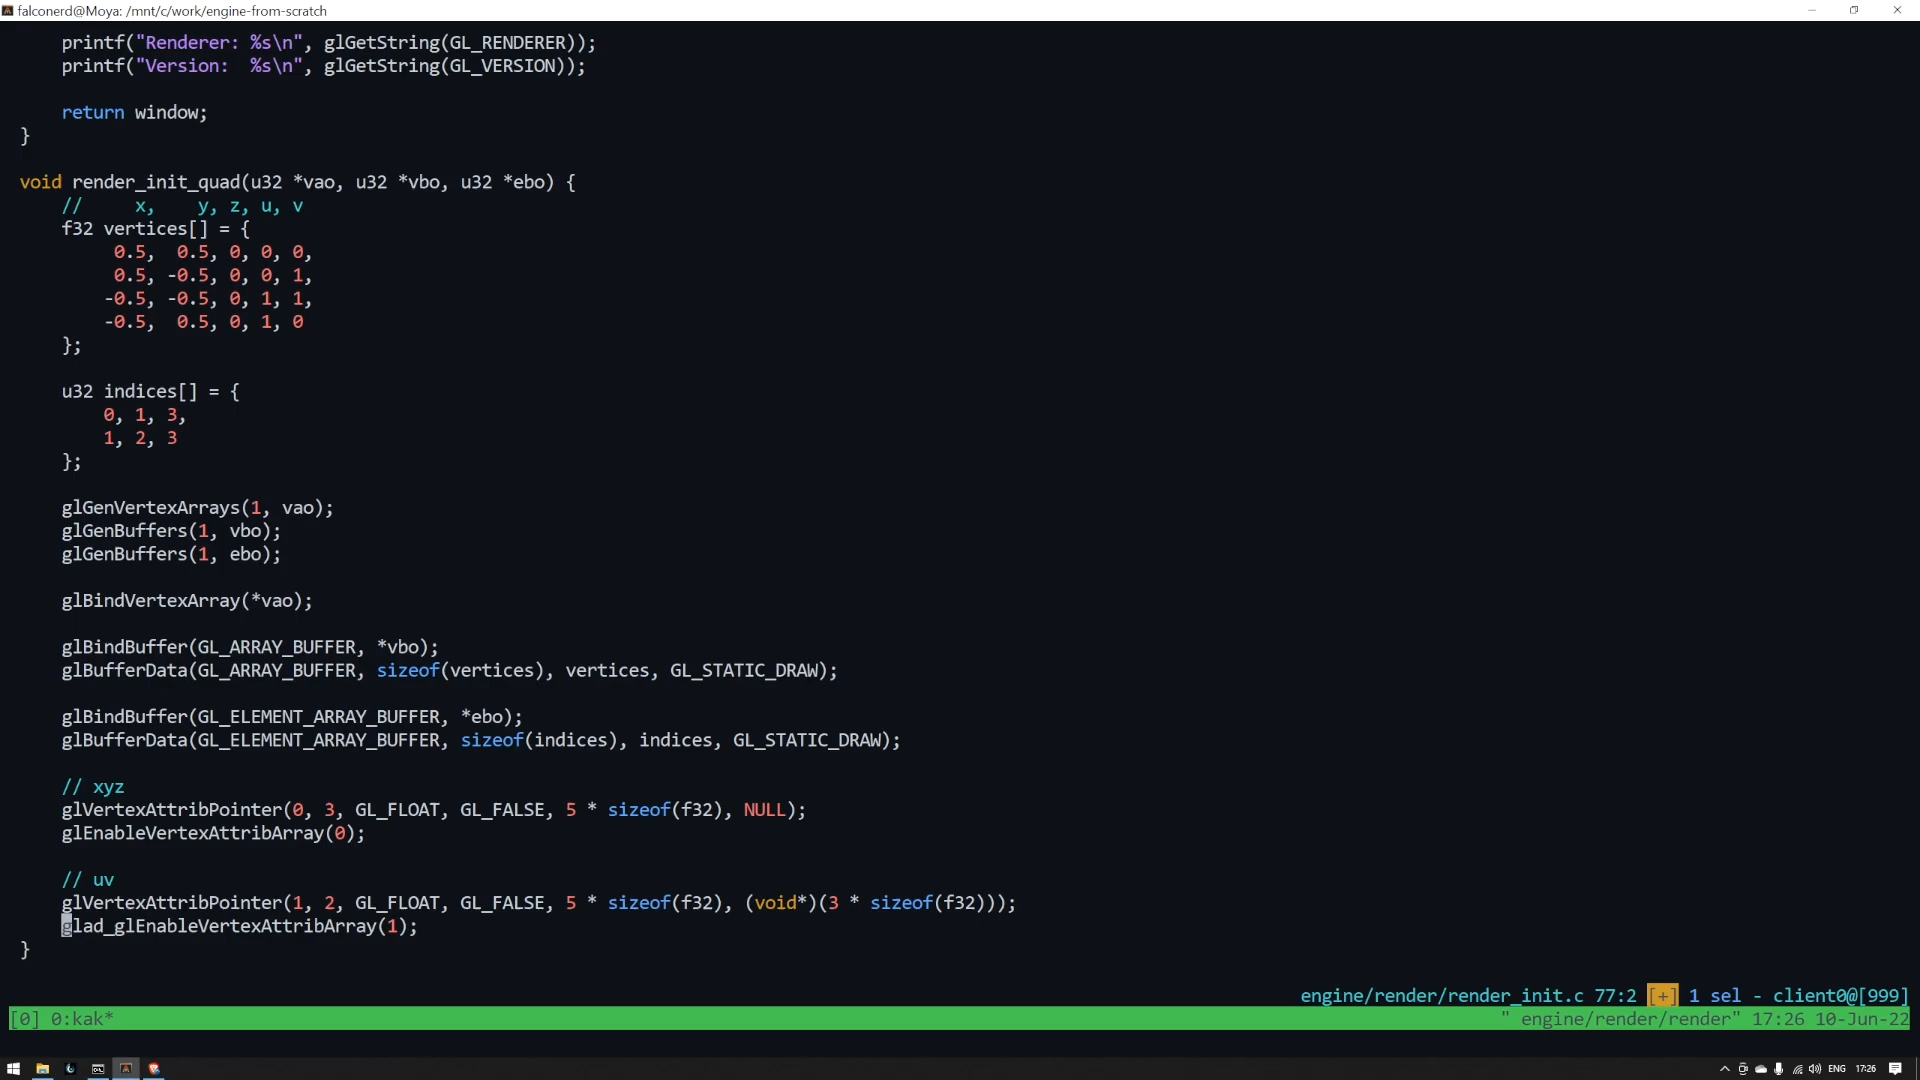 falconerd@Moya: /mnt/c/work/engine-from-scratch
    printf("Renderer: %s\n", glGetString(GL_RENDERER));
    printf("Version:  %s\n", glGetString(GL_VERSION));

    return window;
}

void render_init_quad(u32 *vao, u32 *vbo, u32 *ebo) {
    //     x,    y, z, u, v
    f32 vertices[] = {
         0.5,  0.5, 0, 0, 0,
         0.5, -0.5, 0, 0, 1,
        -0.5, -0.5, 0, 1, 1,
        -0.5,  0.5, 0, 1, 0
    };

    u32 indices[] = {
        0, 1, 3,
        1, 2, 3
    };

    glGenVertexArrays(1, vao);
    glGenBuffers(1, vbo);
    glGenBuffers(1, ebo);

    glBindVertexArray(*vao);

    glBindBuffer(GL_ARRAY_BUFFER, *vbo);
    glBufferData(GL_ARRAY_BUFFER, sizeof(vertices), vertices, GL_STATIC_DRAW);

    glBindBuffer(GL_ELEMENT_ARRAY_BUFFER, *ebo);
    glBufferData(GL_ELEMENT_ARRAY_BUFFER, sizeof(indices), indices, GL_STATIC_DRAW);

    // xyz
    glVertexAttribPointer(0, 3, GL_FLOAT, GL_FALSE, 5 * sizeof(f32), NULL);
    glEnableVertexAttribArray(0);

    // uv
    glVertexAttribPointer(1, 2, GL_FLOAT, GL_FALSE, 5 * sizeof(f32), (void*)(3 * sizeof(f32)));
    glad_glEnableVertexAttribArray(1);
}
engine/render/render_init.c 77:2 [+] 1 sel - client0@[999]
[0] 0:kak* " engine/render/render" 17:26 10-Jun-22
ENG 17:26